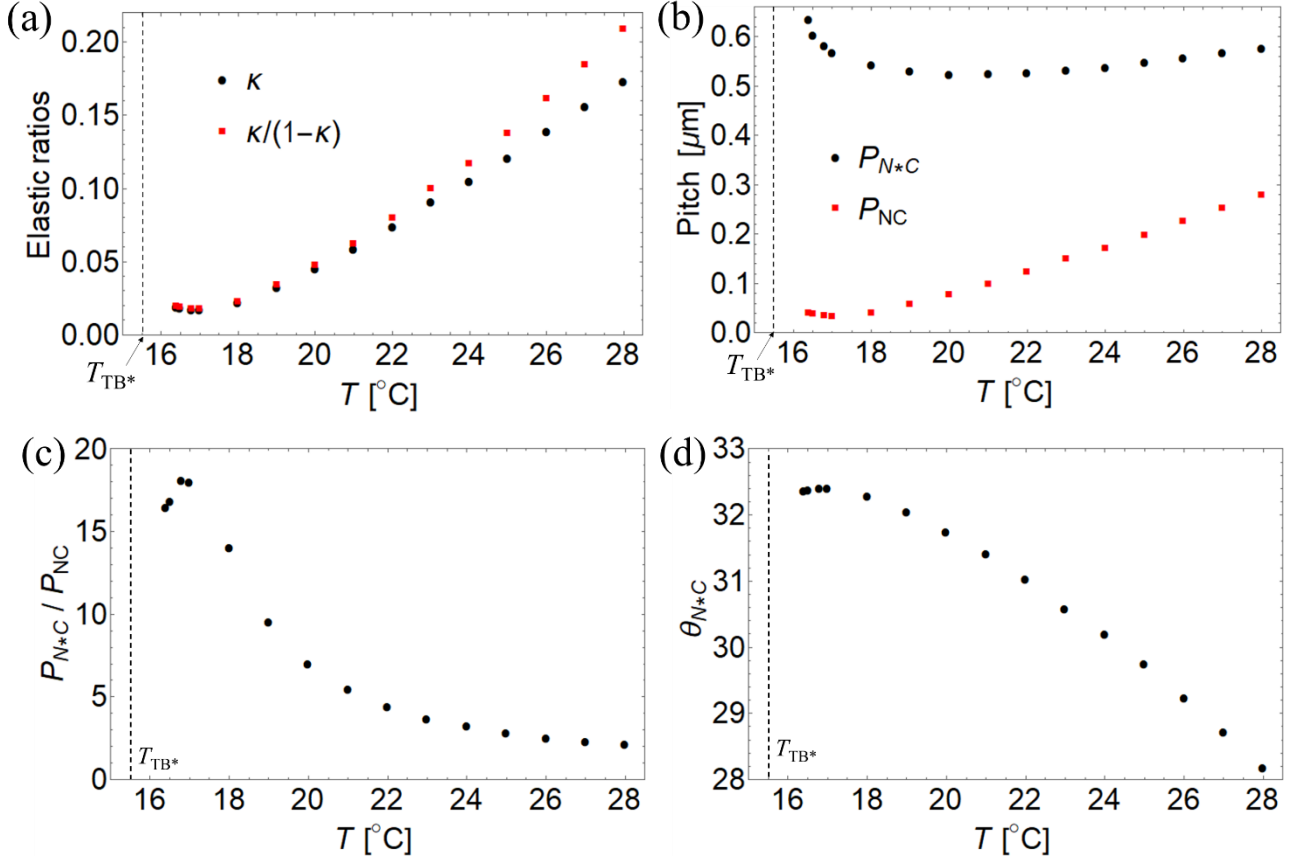 (a)
0.20
0.15
0.10
0.05
0.00
Elastic ratios
κ
κ/(1−κ)
16 18 20 22 24 26 28
T_TB*
T [°C]
(b)
0.6
0.5
0.4
0.3
0.2
0.1
0.0
Pitch [μm]
P_N*C
P_NC
16 18 20 22 24 26 28
T_TB*
T [°C]
(c)
20
15
10
5
0
P_N*C / P_NC
T_TB*
16 18 20 22 24 26 28
T [°C]
(d)
33
32
31
30
29
28
θ_N*C
T_TB*
16 18 20 22 24 26 28
T [°C]